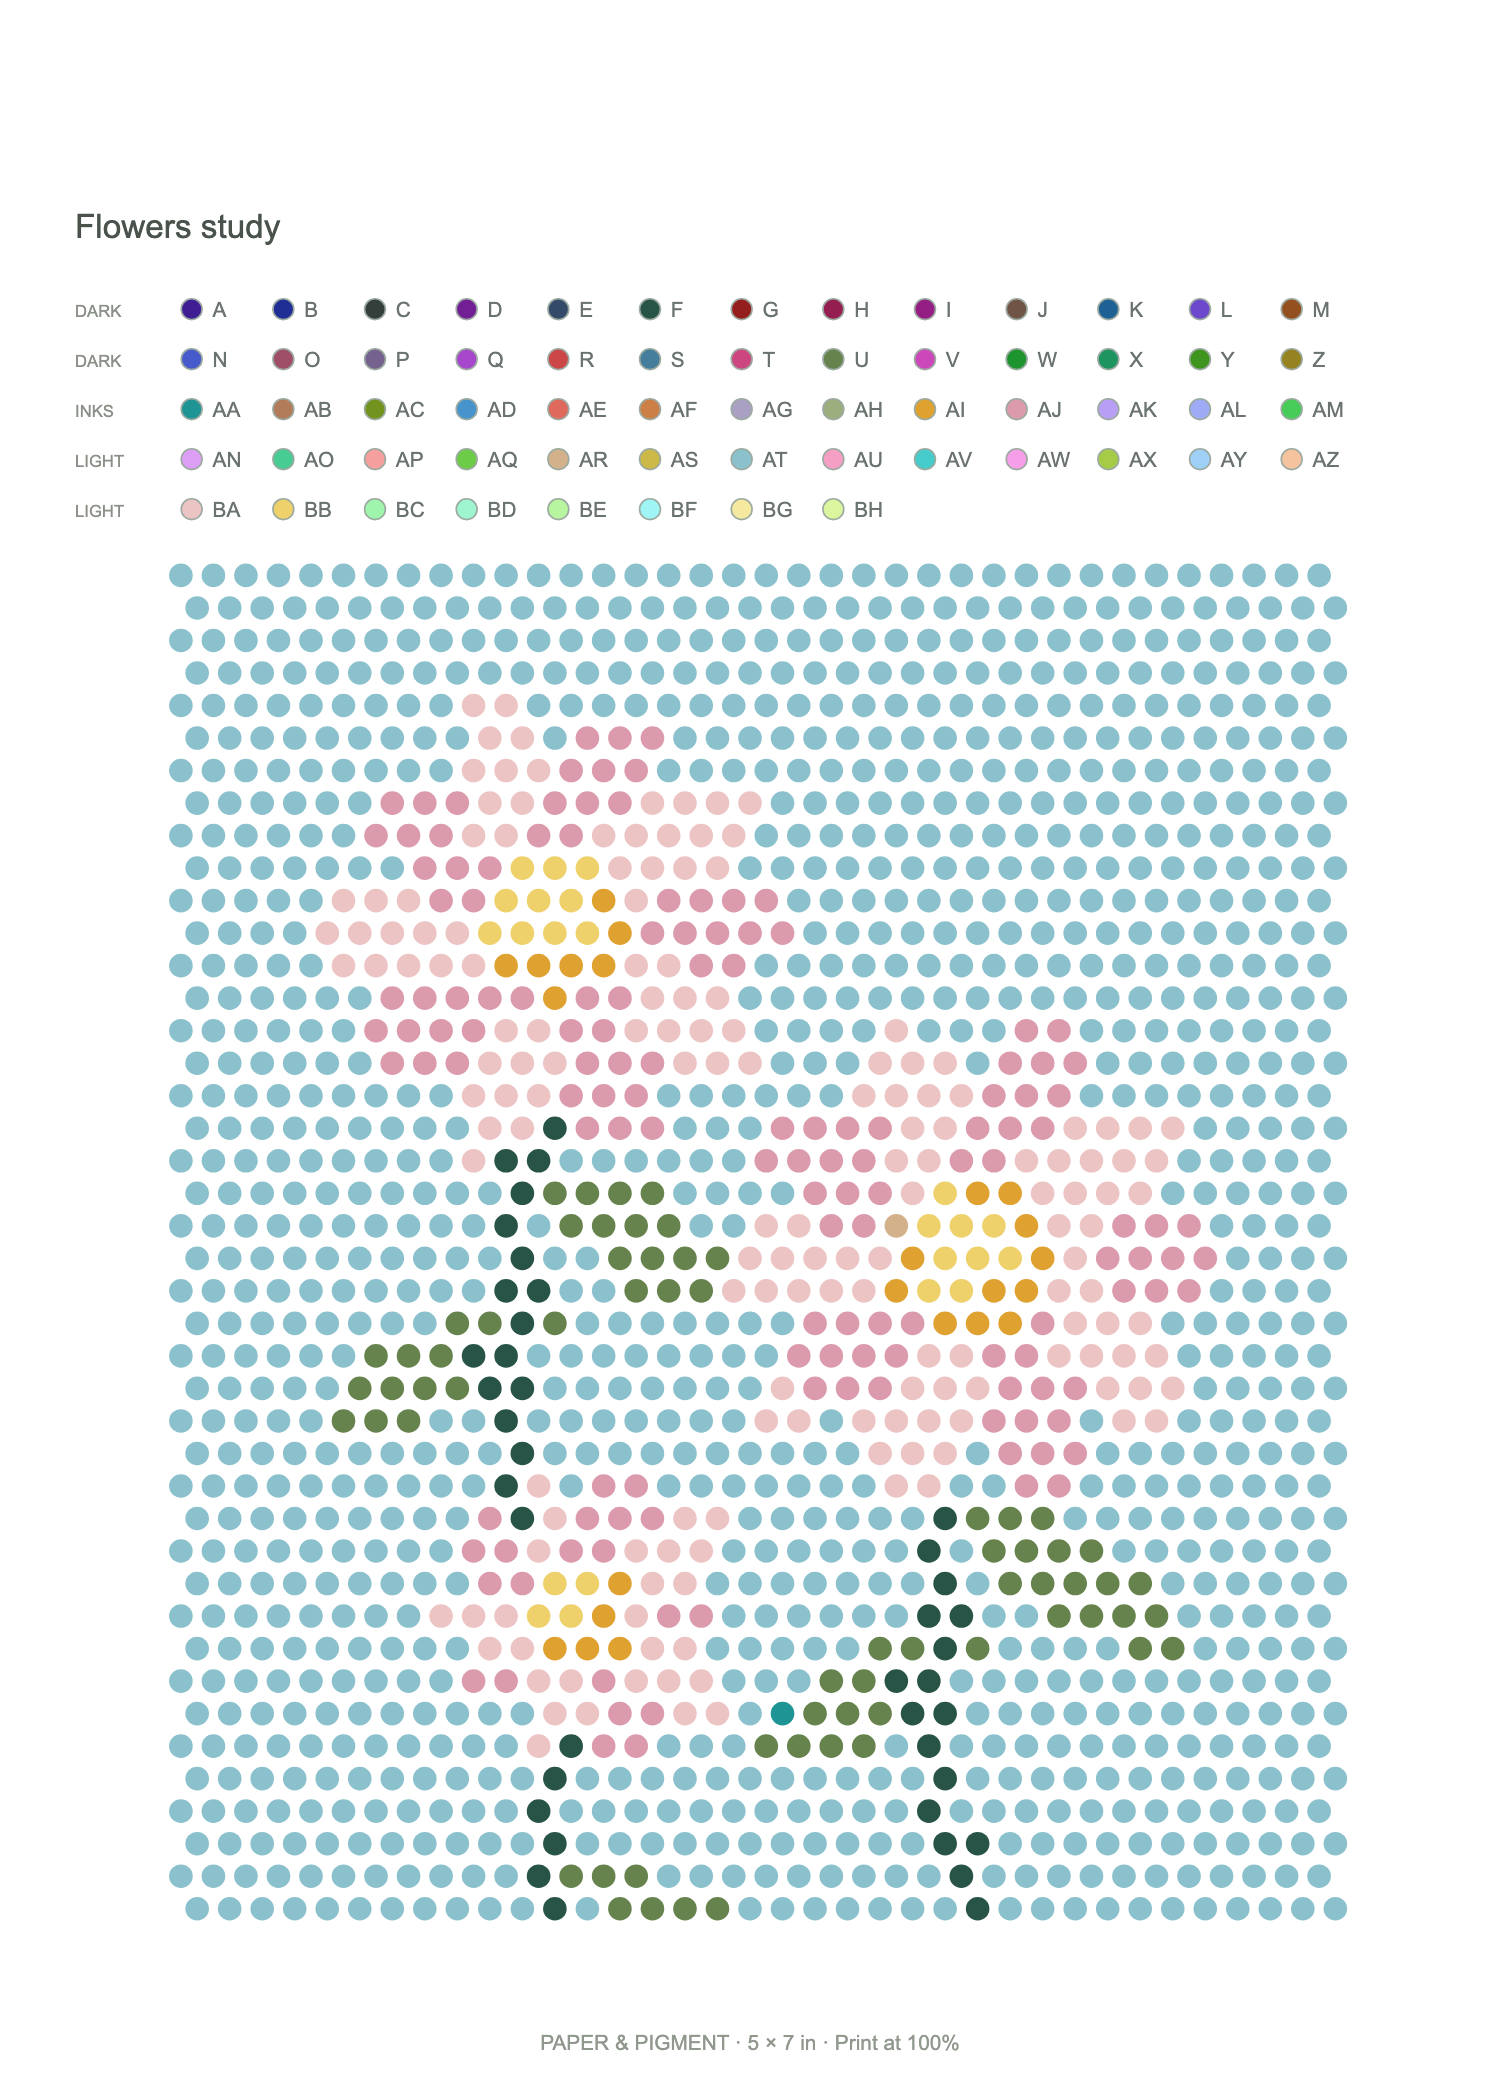 Flowers study
DARK A B C D E F G H I J K L M
DARK N O P Q R S T U V W X Y Z
INKS AA AB AC AD AE AF AG AH AI AJ AK AL AM
LIGHT AN AO AP AQ AR AS AT AU AV AW AX AY AZ
LIGHT BA BB BC BD BE BF BG BH
PAPER & PIGMENT · 5 × 7 in · Print at 100%